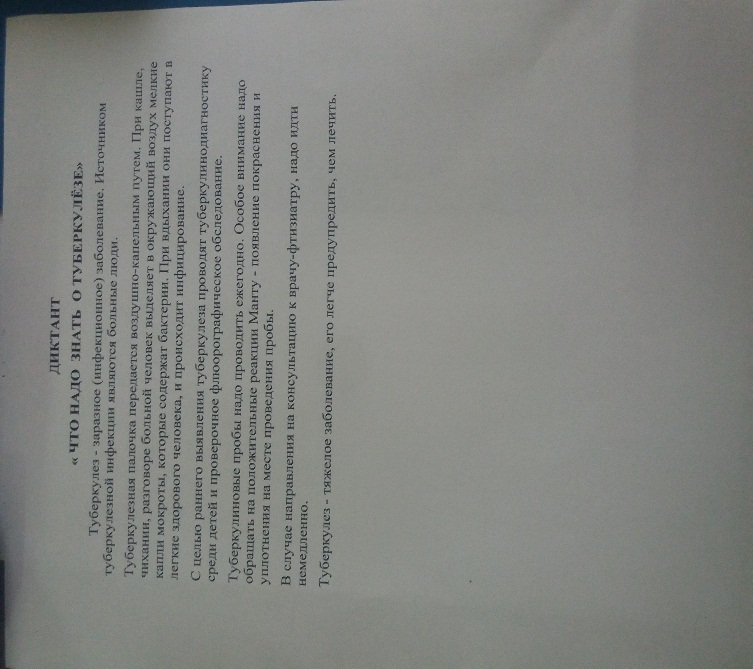 ДИКТАНТ
« ЧТО НАДО ЗНАТЬ О ТУБЕРКУЛЁЗЕ»
Туберкулез - заразное (инфекционное) заболевание. Источником
туберкулезной инфекции являются больные люди.
Туберкулезная палочка передается воздушно-капельным путем. При кашле,
чихании, разговоре больной человек выделяет в окружающий воздух мелкие
капли мокроты, которые содержат бактерии. При вдыхании они поступают в
легкие здорового человека, и происходит инфицирование.
С целью раннего выявления туберкулеза проводят туберкулинодиагностику
среди детей и проверочное флюорографическое обследование.
Туберкулиновые пробы надо проводить ежегодно. Особое внимание надо
обращать на положительные реакции Манту - появление покраснения и
уплотнения на месте проведения пробы.
В случае направления на консультацию к врачу-фтизиатру, надо идти
немедленно.
Туберкулез - тяжелое заболевание, его легче предупредить, чем лечить.